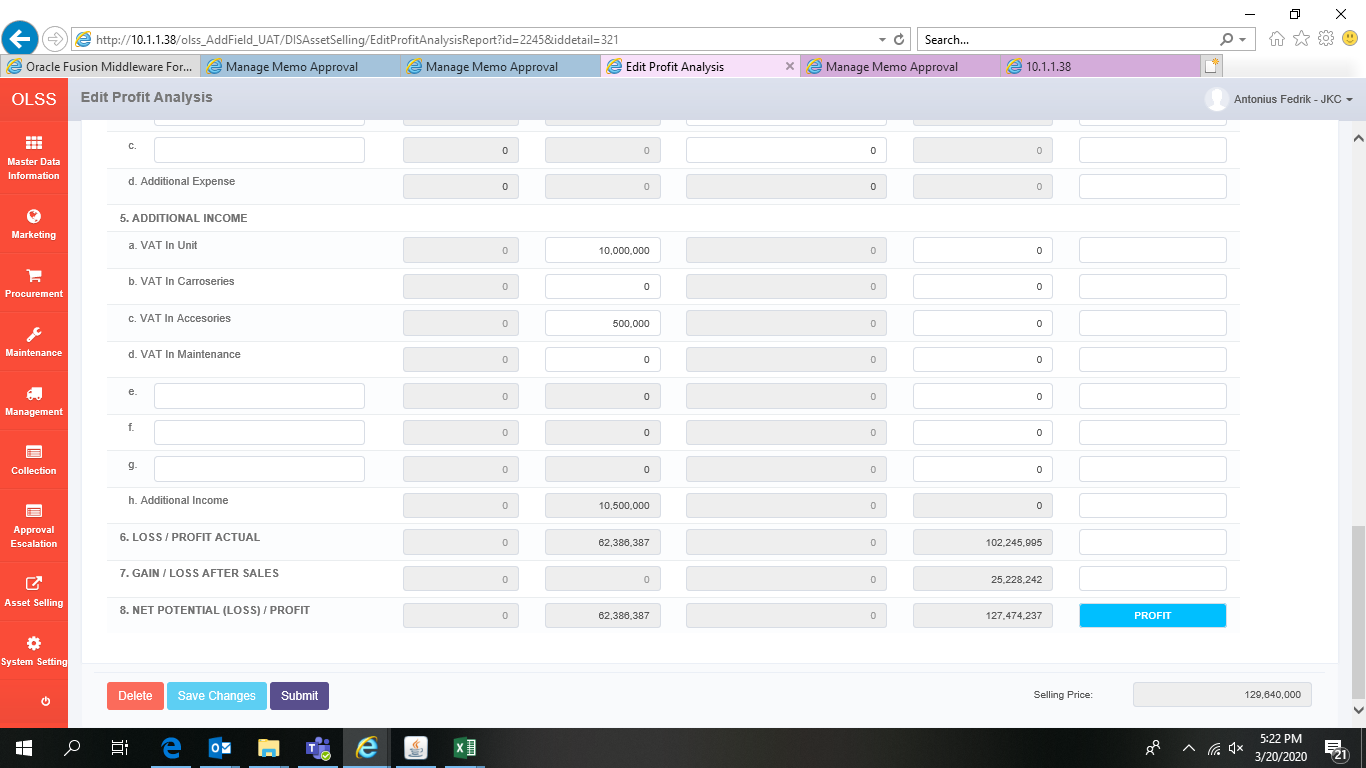 http://10.1.1.38/olss_AddField_UAT/DISAssetSelling/EditProfitAnalysisReport?id=2245&iddetail=321
Search...
Oracle Fusion Middleware For...
Manage Memo Approval
Manage Memo Approval
Edit Profit Analysis
Manage Memo Approval
10.1.1.38
OLSS
Edit Profit Analysis
Antonius Fedrik - JKC
Master Data
Information
Marketing
Procurement
Maintenance
Management
Collection
Approval
Escalation
Asset Selling
System Setting
c. 0 0 0 0
d. Additional Expense 0 0 0 0
5. ADDITIONAL INCOME
a. VAT In Unit 0 10,000,000 0 0
b. VAT In Carroseries 0 0 0 0
c. VAT In Accesories 0 500,000 0 0
d. VAT In Maintenance 0 0 0 0
e. 0 0 0 0
f. 0 0 0 0
g. 0 0 0 0
h. Additional Income 0 10,500,000 0 0
6. LOSS / PROFIT ACTUAL 0 62,386,387 0 102,245,995
7. GAIN / LOSS AFTER SALES 0 0 0 25,228,242
8. NET POTENTIAL (LOSS) / PROFIT 0 62,386,387 0 127,474,237 PROFIT
Delete Save Changes Submit Selling Price: 129,640,000
5:22 PM
3/20/2020
21